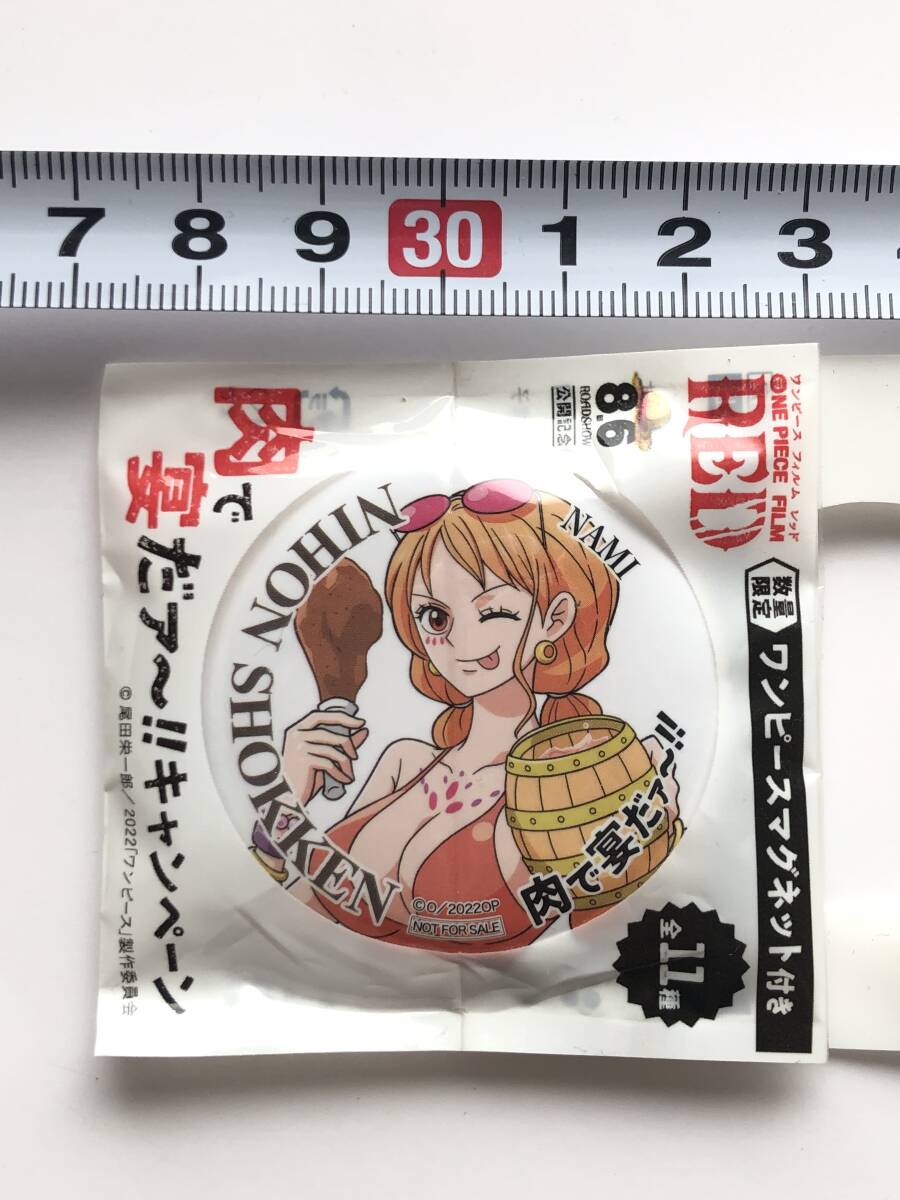 7 8 9 30 1 2 3
ワンピース フィルム レッド
ONE PIECE FILM
RED
8.6
ROADSHOW
公開記念
肉で
宴
だァ〜!!キャンペーン
©尾田栄一郎/2022「ワンピース」製作委員会
数量
限定
ワンピースマグネット付き
全11種
NAMI
NIHON SHOKKEN
肉で宴だァ〜!!
©O/2022OP
NOT FOR SALE